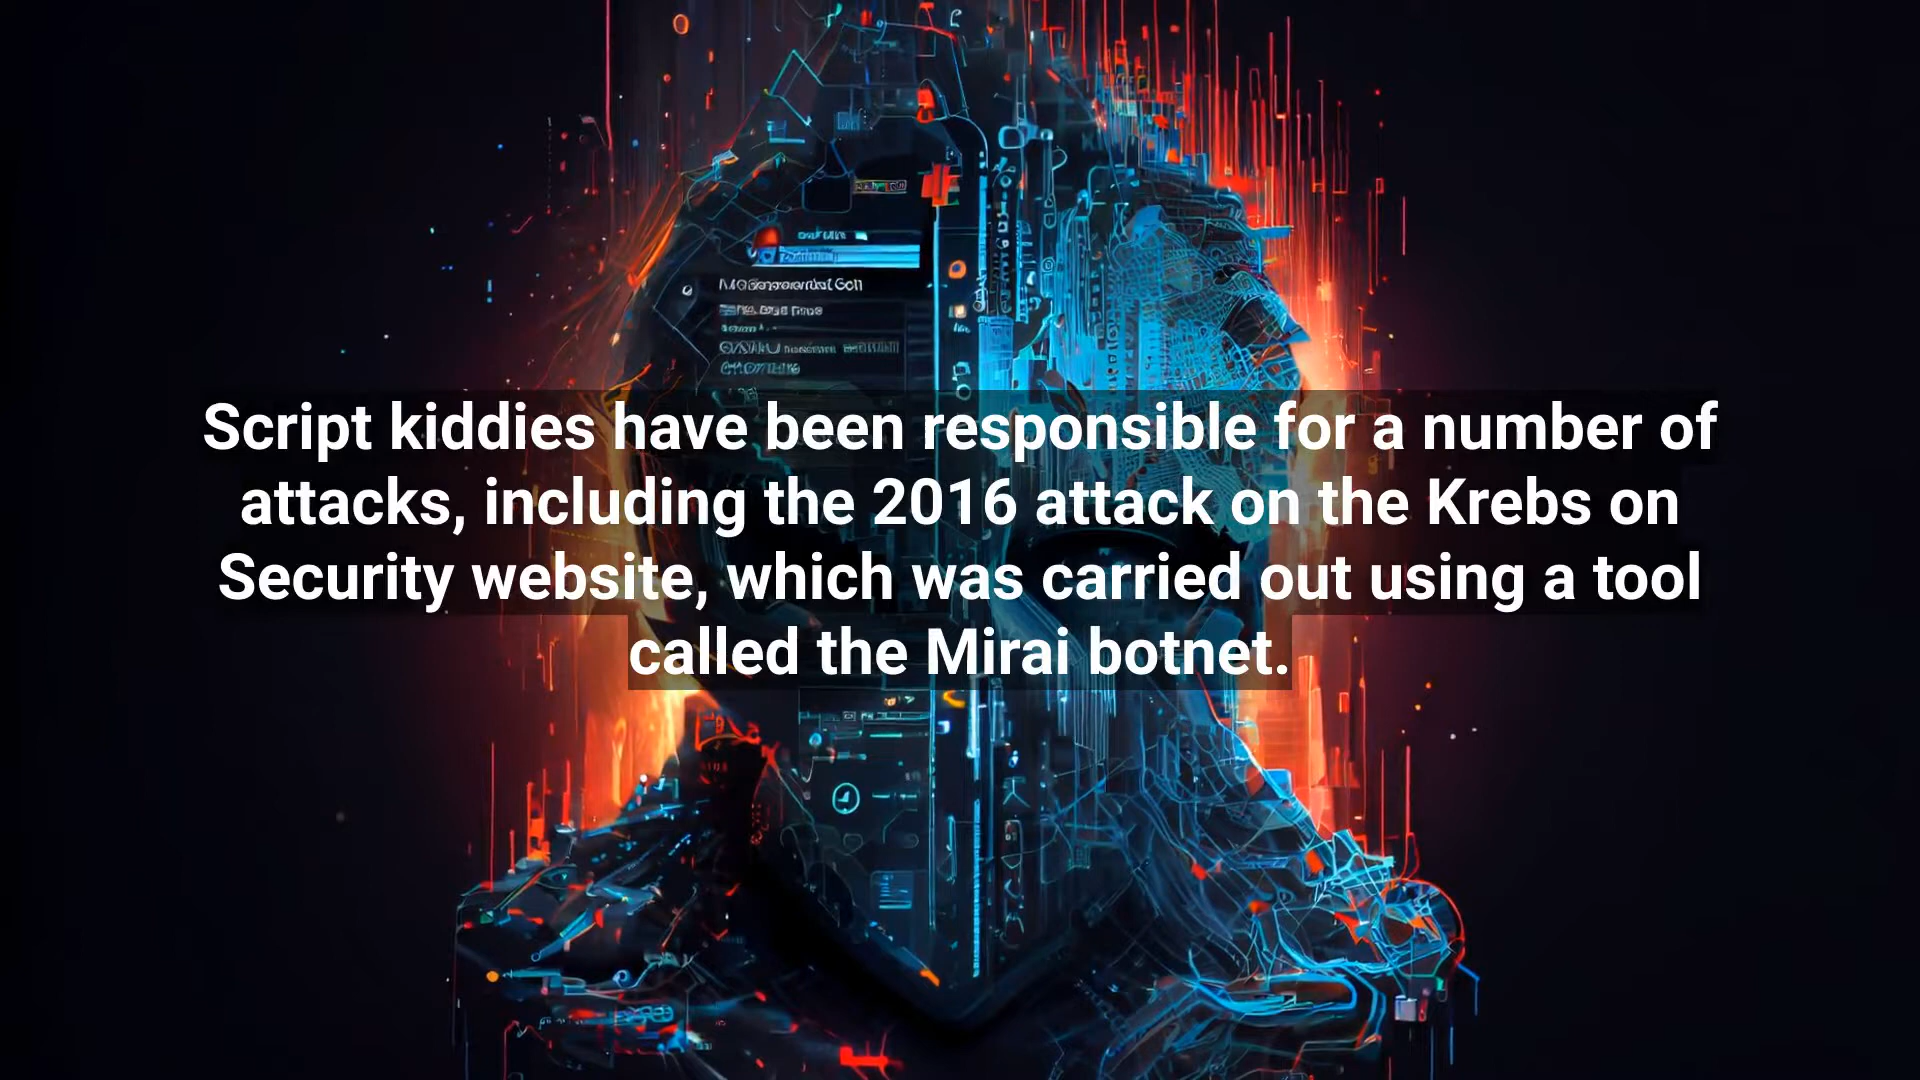 Script kiddies have been responsible for a number of
attacks, including the 2016 attack on the Krebs on
Security website, which was carried out using a tool
called the Mirai botnet.